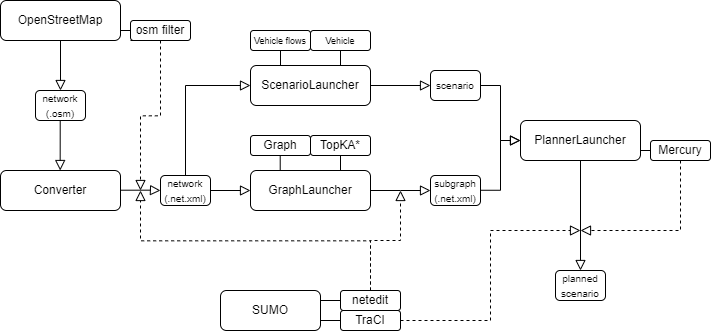 OpenStreetMap
osm filter
Vehicle flows
Vehicle
network
(.osm)
ScenarioLauncher
scenario
PlannerLauncher
Graph
TopKA*
Mercury
Converter
network
(.net.xml)
GraphLauncher
subgraph
(.net.xml)
planned
scenario
SUMO
netedit
TraCI